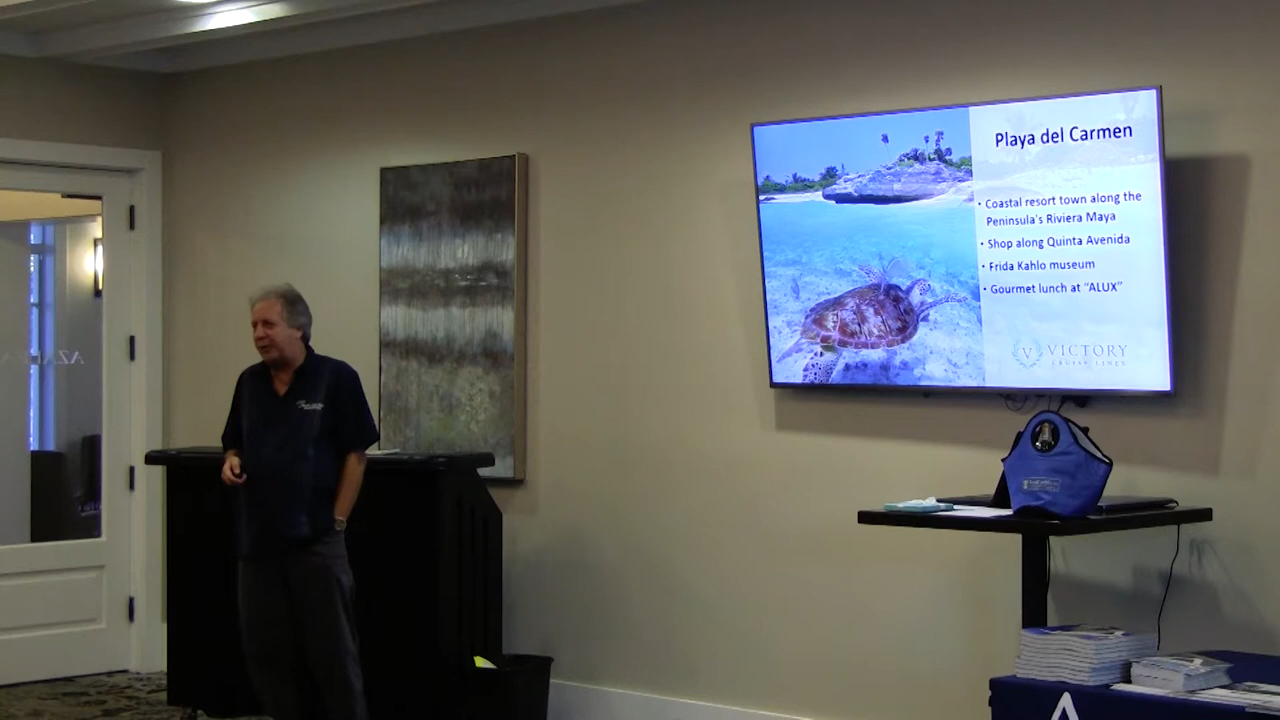 Playa del Carmen
• Coastal resort town along the
Peninsula's Riviera Maya
• Shop along Quinta Avenida
• Frida Kahlo museum
• Gourmet lunch at "ALUX"
V VICTORY
CRUISE LINES